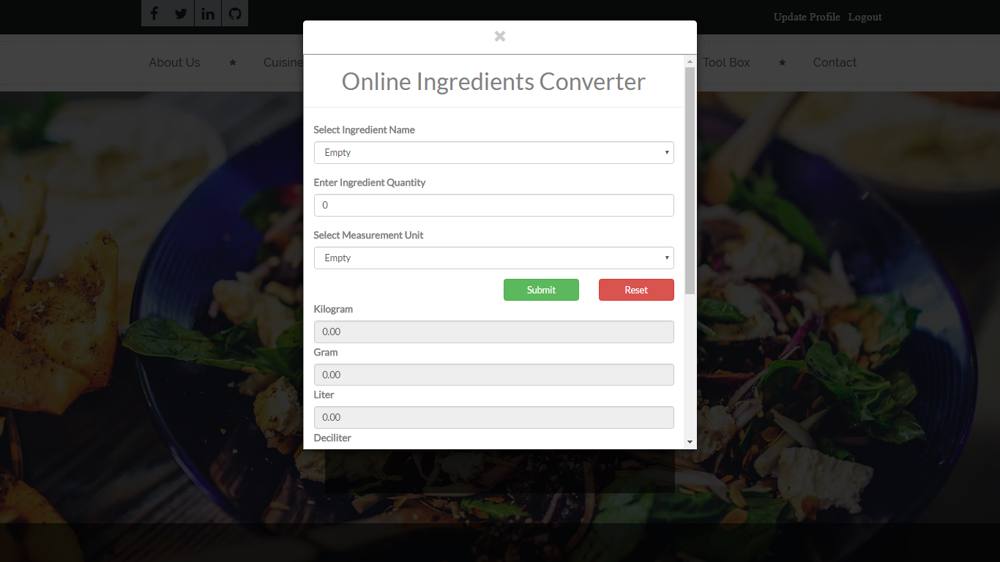 Update Profile Logout
About Us
Cuisine
Tool Box
Contact
Online Ingredients Converter
Select Ingredient Name
Empty
Enter Ingredient Quantity
0
Select Measurement Unit
Empty
Submit Reset
Kilogram
0.00
Gram
0.00
Liter
0.00
Deciliter